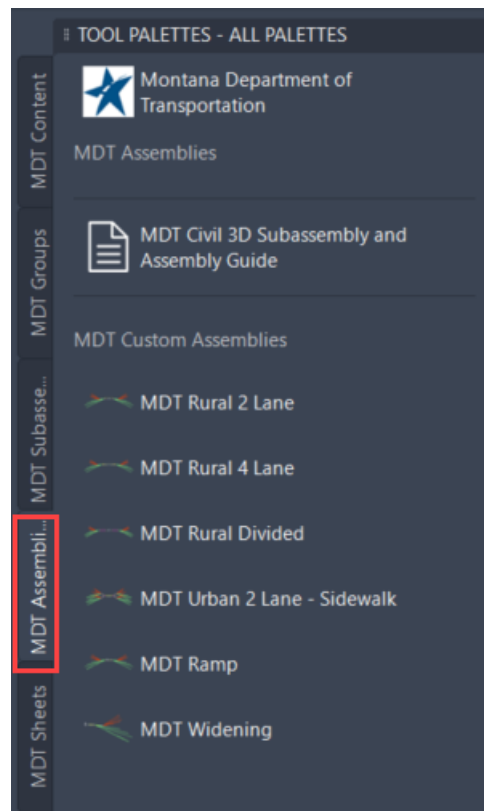 TOOL PALETTES - ALL PALETTES
MDT Content
MDT Groups
MDT Subasse...
MDT Assembli...
MDT Sheets
Montana Department of
Transportation
MDT Assemblies
MDT Civil 3D Subassembly and
Assembly Guide
MDT Custom Assemblies
MDT Rural 2 Lane
MDT Rural 4 Lane
MDT Rural Divided
MDT Urban 2 Lane - Sidewalk
MDT Ramp
MDT Widening